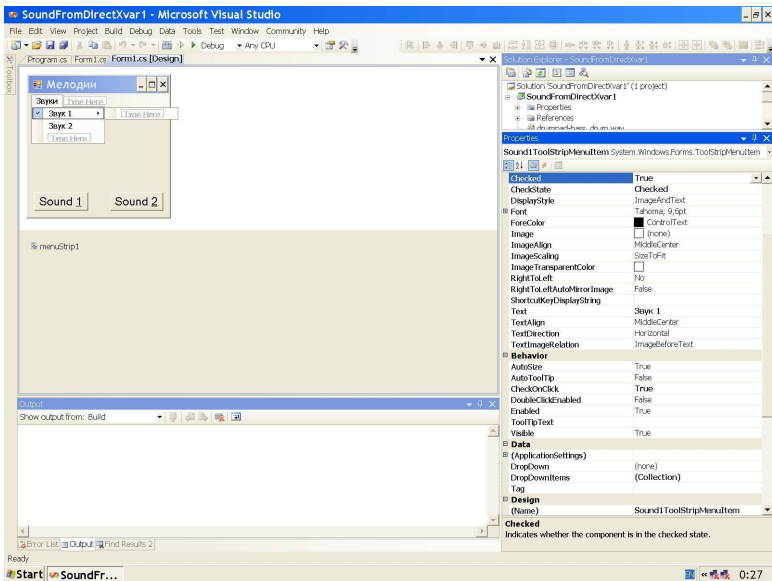 SoundFromDirectXvar1 - Microsoft Visual Studio
File Edit View Project Build Debug Data Tools Test Window Community Help
Debug Any CPU
Program.cs Form1.cs Form1.cs [Design]
Solution Explorer - SoundFromDirectXvar1
Toolbox
Мелодии
Звуки Type Here
Звук 1 Type Here
Звук 2
Type Here
Sound 1 Sound 2
menuStrip1
Solution 'SoundFromDirectXvar1' (1 project)
SoundFromDirectXvar1
Properties
References
Properties
Sound1ToolStripMenuItem System.Windows.Forms.ToolStripMenuItem
Checked True
CheckState Checked
DisplayStyle ImageAndText
Font Tahoma; 9,6pt
ForeColor ControlText
Image (none)
ImageAlign MiddleCenter
ImageScaling SizeToFit
ImageTransparentColor
RightToLeft No
RightToLeftAutoMirrorImage False
ShortcutKeyDisplayString
Text Звук 1
TextAlign MiddleCenter
TextDirection Horizontal
TextImageRelation ImageBeforeText
Behavior
AutoSize True
AutoToolTip False
CheckOnClick True
DoubleClickEnabled False
Enabled True
ToolTipText
Visible True
Data
(ApplicationSettings)
DropDown (none)
DropDownItems (Collection)
Tag
Design
(Name) Sound1ToolStripMenuItem
Checked
Indicates whether the component is in the checked state.
Output
Show output from: Build
Error List Output Find Results 2
Ready
Start SoundFr... EN « 0:27